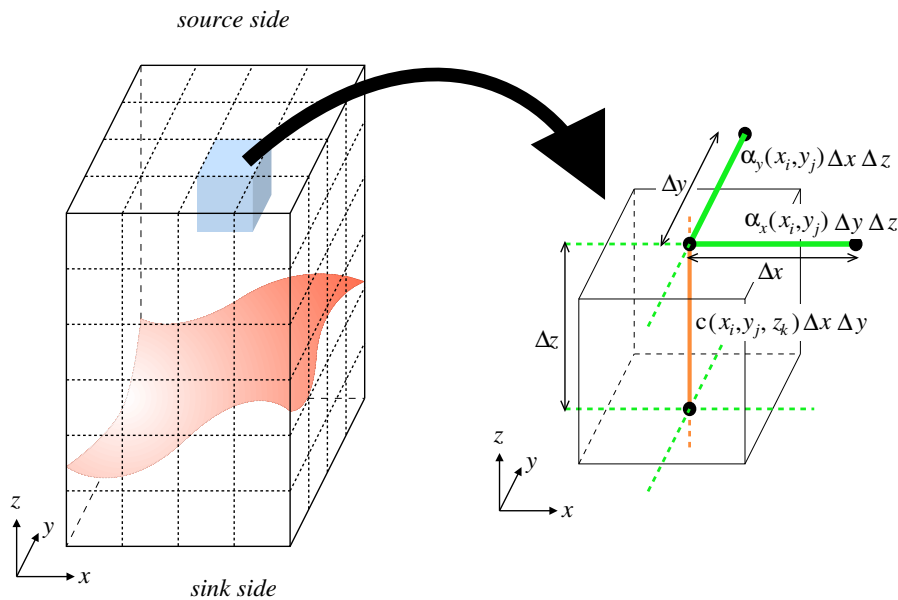 source side
α_y(x_i,y_j) Δx Δz
Δy
α_x(x_i,y_j) Δy Δz
Δx
c(x_i,y_j,z_k) Δx Δy
Δz
z
y
x
z
y
x
sink side